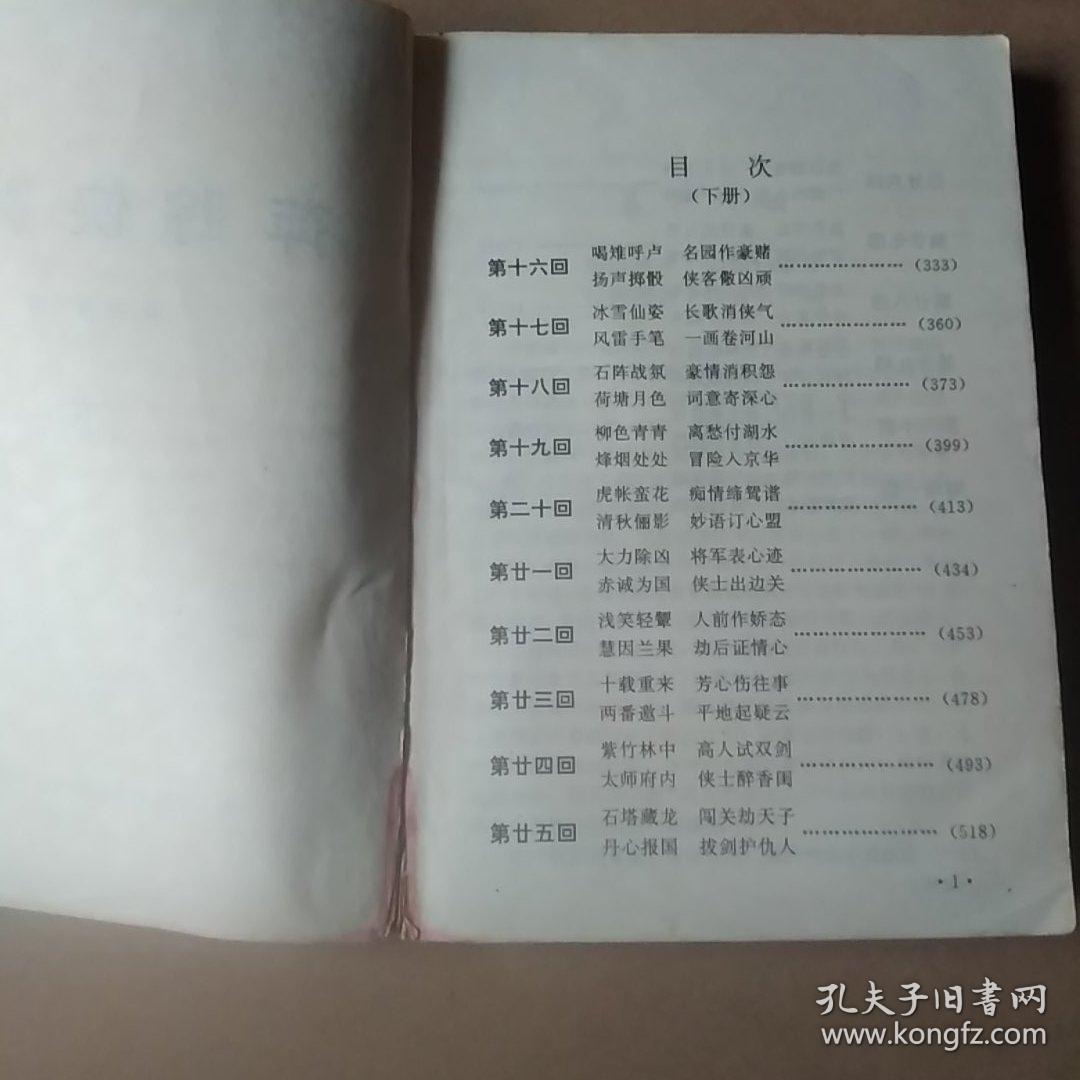 目 次
(下册)
第十六回 喝雉呼卢 名园作豪赌
扬声掷骰 侠客儆凶顽 …………………(333)
第十七回 冰雪仙姿 长歌消侠气
风雷手笔 一画卷河山 …………………(360)
第十八回 石阵战氛 豪情消积怨
荷塘月色 词意寄深心 …………………(373)
第十九回 柳色青青 离愁付湖水
烽烟处处 冒险入京华 …………………(399)
第二十回 虎帐蛮花 痴情缔鸳谱
清秋俪影 妙语订心盟 …………………(413)
第廿一回 大力除凶 将军表心迹
赤诚为国 侠士出边关 …………………(434)
第廿二回 浅笑轻颦 人前作娇态
慧因兰果 劫后证情心 …………………(453)
第廿三回 十载重来 芳心伤往事
两番邀斗 平地起疑云 …………………(478)
第廿四回 紫竹林中 高人试双剑
太师府内 侠士醉香闺 …………………(493)
第廿五回 石塔藏龙 闯关劫天子
丹心报国 拔剑护仇人 …………………(518)
·1·
孔夫子旧书网
www.kongfz.com